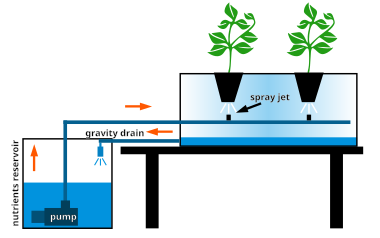 spray jet
gravity drain
nutrients reservoir
pump